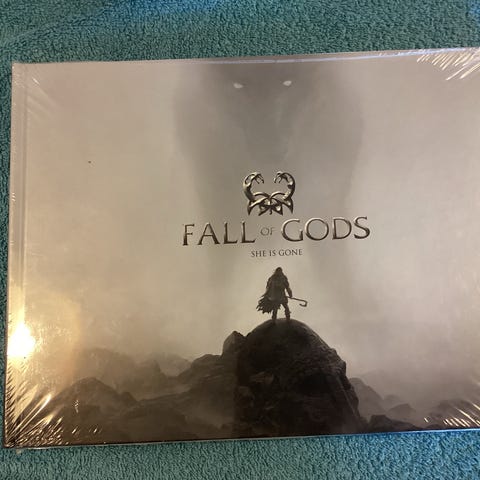 FALL OF GODS
SHE IS GONE